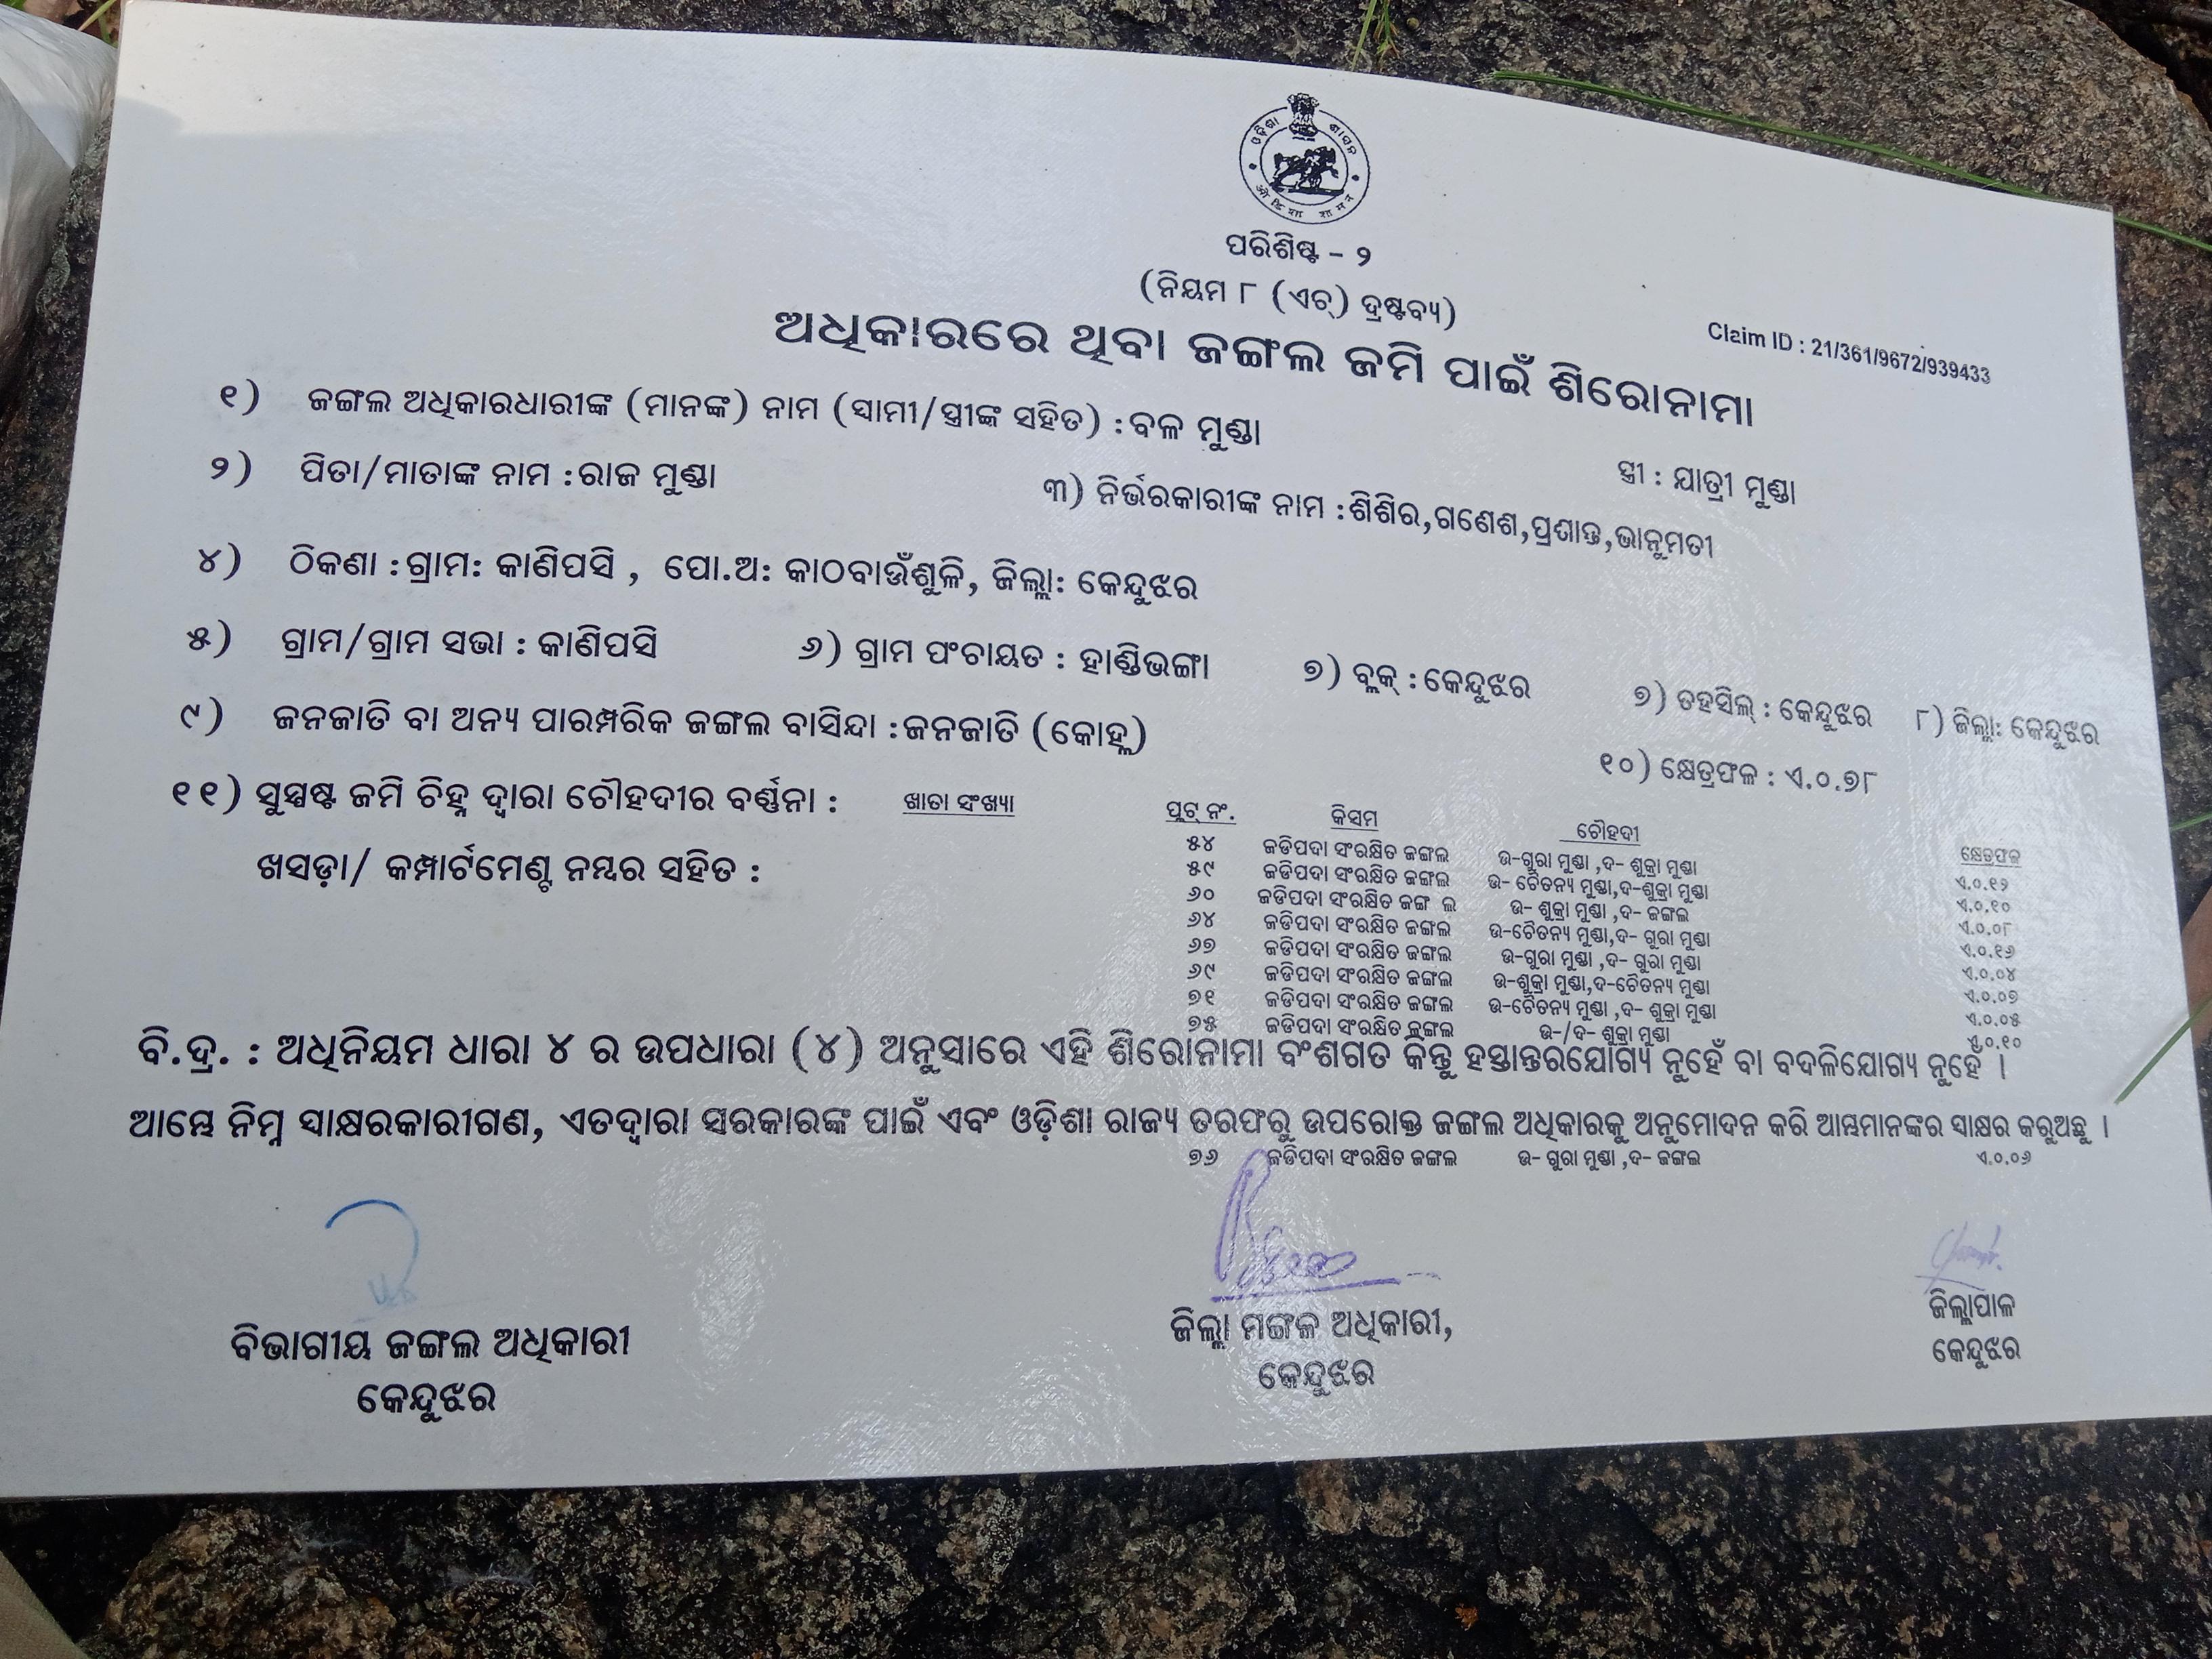 ଓଡ଼ିଶା ଶାସନ
ओडिशा शासन
ପରିଶିଷ୍ଟ - ୨
(ନିୟମ ୮ (ଏଚ୍) ଦ୍ରଷ୍ଟବ୍ୟ)
ଅଧିକାରରେ ଥିବା ଜଙ୍ଗଲ ଜମି ପାଇଁ ଶିରୋନାମା
Claim ID : 21/361/9672/939433
୧) ଜଙ୍ଗଲ ଅଧିକାରଧାରୀଙ୍କ (ମାନଙ୍କ) ନାମ (ସ୍ୱାମୀ/ସ୍ତ୍ରୀଙ୍କ ସହିତ) : ବଳ ମୁଣ୍ଡା ସ୍ତ୍ରୀ : ଯାତ୍ରୀ ମୁଣ୍ଡା
୨) ପିତା/ମାତାଙ୍କ ନାମ : ରାଜ ମୁଣ୍ଡା ୩) ନିର୍ଭରକାରୀଙ୍କ ନାମ : ଶିଶିର,ଗଣେଶ,ପ୍ରଶାନ୍ତ,ଭାନୁମତୀ
୪) ଠିକଣା : ଗ୍ରାମ: କାଣିପସି , ପୋ.ଅ: କାଠବାଉଁଶୁଳି, ଜିଲ୍ଲା: କେନ୍ଦୁଝର
୫) ଗ୍ରାମ/ଗ୍ରାମ ସଭା : କାଣିପସି ୬) ଗ୍ରାମ ପଂଚାୟତ : ହାଣ୍ଡିଭଙ୍ଗା ୭) ବ୍ଲକ୍ : କେନ୍ଦୁଝର ୭) ତହସିଲ୍ : କେନ୍ଦୁଝର ୮) ଜିଲ୍ଲା: କେନ୍ଦୁଝର
୯) ଜନଜାତି ବା ଅନ୍ୟ ପାରମ୍ପରିକ ଜଙ୍ଗଲ ବାସିନ୍ଦା : ଜନଜାତି (କୋହ୍ଲ) ୧୦) କ୍ଷେତ୍ରଫଳ : ଏ.୦.୭୮
୧୧) ସୁସ୍ପଷ୍ଟ ଜମି ଚିହ୍ନ ଦ୍ୱାରା ଚୌହଦୀର ବର୍ଣ୍ଣନା : ଖାତା ସଂଖ୍ୟା ପ୍ଲଟ୍ ନଂ. କିସମ ଚୌହଦୀ କ୍ଷେତ୍ରଫଳ
ଖସଡ଼ା/ କମ୍ପାର୍ଟମେଣ୍ଟ ନମ୍ବର ସହିତ :
୫୪ ଜଡିପଦା ସଂରକ୍ଷିତ ଜଙ୍ଗଲ ଉ-ଗୁରା ମୁଣ୍ଡା ,ଦ- ଶୁକ୍ରା ମୁଣ୍ଡା ଏ.୦.୧୨
୫୯ ଜଡିପଦା ସଂରକ୍ଷିତ ଜଙ୍ଗଲ ଉ- ଚୈତନ୍ୟ ମୁଣ୍ଡା,ଦ-ଶୁକ୍ରା ମୁଣ୍ଡା ଏ.୦.୧୦
୬୦ ଜଡିପଦା ସଂରକ୍ଷିତ ଜଙ୍ଗ ଲ ଉ- ଶୁକ୍ରା ମୁଣ୍ଡା ,ଦ- ଜଙ୍ଗଲ ଏ.୦.୦୮
୬୪ ଜଡିପଦା ସଂରକ୍ଷିତ ଜଙ୍ଗଲ ଉ-ଚୈତନ୍ୟ ମୁଣ୍ଡା,ଦ- ଗୁରା ମୁଣ୍ଡା ଏ.୦.୧୬
୬୭ ଜଡିପଦା ସଂରକ୍ଷିତ ଜଙ୍ଗଲ ଉ-ଗୁରା ମୁଣ୍ଡା ,ଦ- ଗୁରା ମୁଣ୍ଡା ଏ.୦.୦୪
୬୯ ଜଡିପଦା ସଂରକ୍ଷିତ ଜଙ୍ଗଲ ଉ-ଶୁକ୍ରା ମୁଣ୍ଡା,ଦ-ଚୈତନ୍ୟ ମୁଣ୍ଡା ଏ.୦.୦୭
୭୧ ଜଡିପଦା ସଂରକ୍ଷିତ ଜଙ୍ଗଲ ଉ-ଚୈତନ୍ୟ ମୁଣ୍ଡା ,ଦ- ଶୁକ୍ରା ମୁଣ୍ଡା ଏ.୦.୦୫
୭୫ ଜଡିପଦା ସଂରକ୍ଷିତ ଜଙ୍ଗଲ ଉ-/ଦ- ଶୁକ୍ରା ମୁଣ୍ଡା ଏ.୦.୧୦
ବି.ଦ୍ର. : ଅଧିନିୟମ ଧାରା ୪ ର ଉପଧାରା (୪) ଅନୁସାରେ ଏହି ଶିରୋନାମା ବଂଶଗତ କିନ୍ତୁ ହସ୍ତାନ୍ତରଯୋଗ୍ୟ ନୁହେଁ ବା ବଦଳିଯୋଗ୍ୟ ନୁହେଁ ।
ଆମ୍ଭେ ନିମ୍ନ ସ୍ୱାକ୍ଷରକାରୀଗଣ, ଏତଦ୍ୱାରା ସରକାରଙ୍କ ପାଇଁ ଏବଂ ଓଡ଼ିଶା ରାଜ୍ୟ ତରଫରୁ ଉପରୋକ୍ତ ଜଙ୍ଗଲ ଅଧିକାରକୁ ଅନୁମୋଦନ କରି ଆମ୍ଭମାନଙ୍କର ସ୍ୱାକ୍ଷର କରୁଅଛୁ ।
୭୬ ଜଡିପଦା ସଂରକ୍ଷିତ ଜଙ୍ଗଲ ଉ- ଗୁରା ମୁଣ୍ଡା ,ଦ- ଜଙ୍ଗଲ ଏ.୦.୦୬
ବିଭାଗୀୟ ଜଙ୍ଗଲ ଅଧିକାରୀ
କେନ୍ଦୁଝର
ଜିଲ୍ଲା ମଙ୍ଗଳ ଅଧିକାରୀ,
କେନ୍ଦୁଝର
ଜିଲ୍ଲାପାଳ
କେନ୍ଦୁଝର